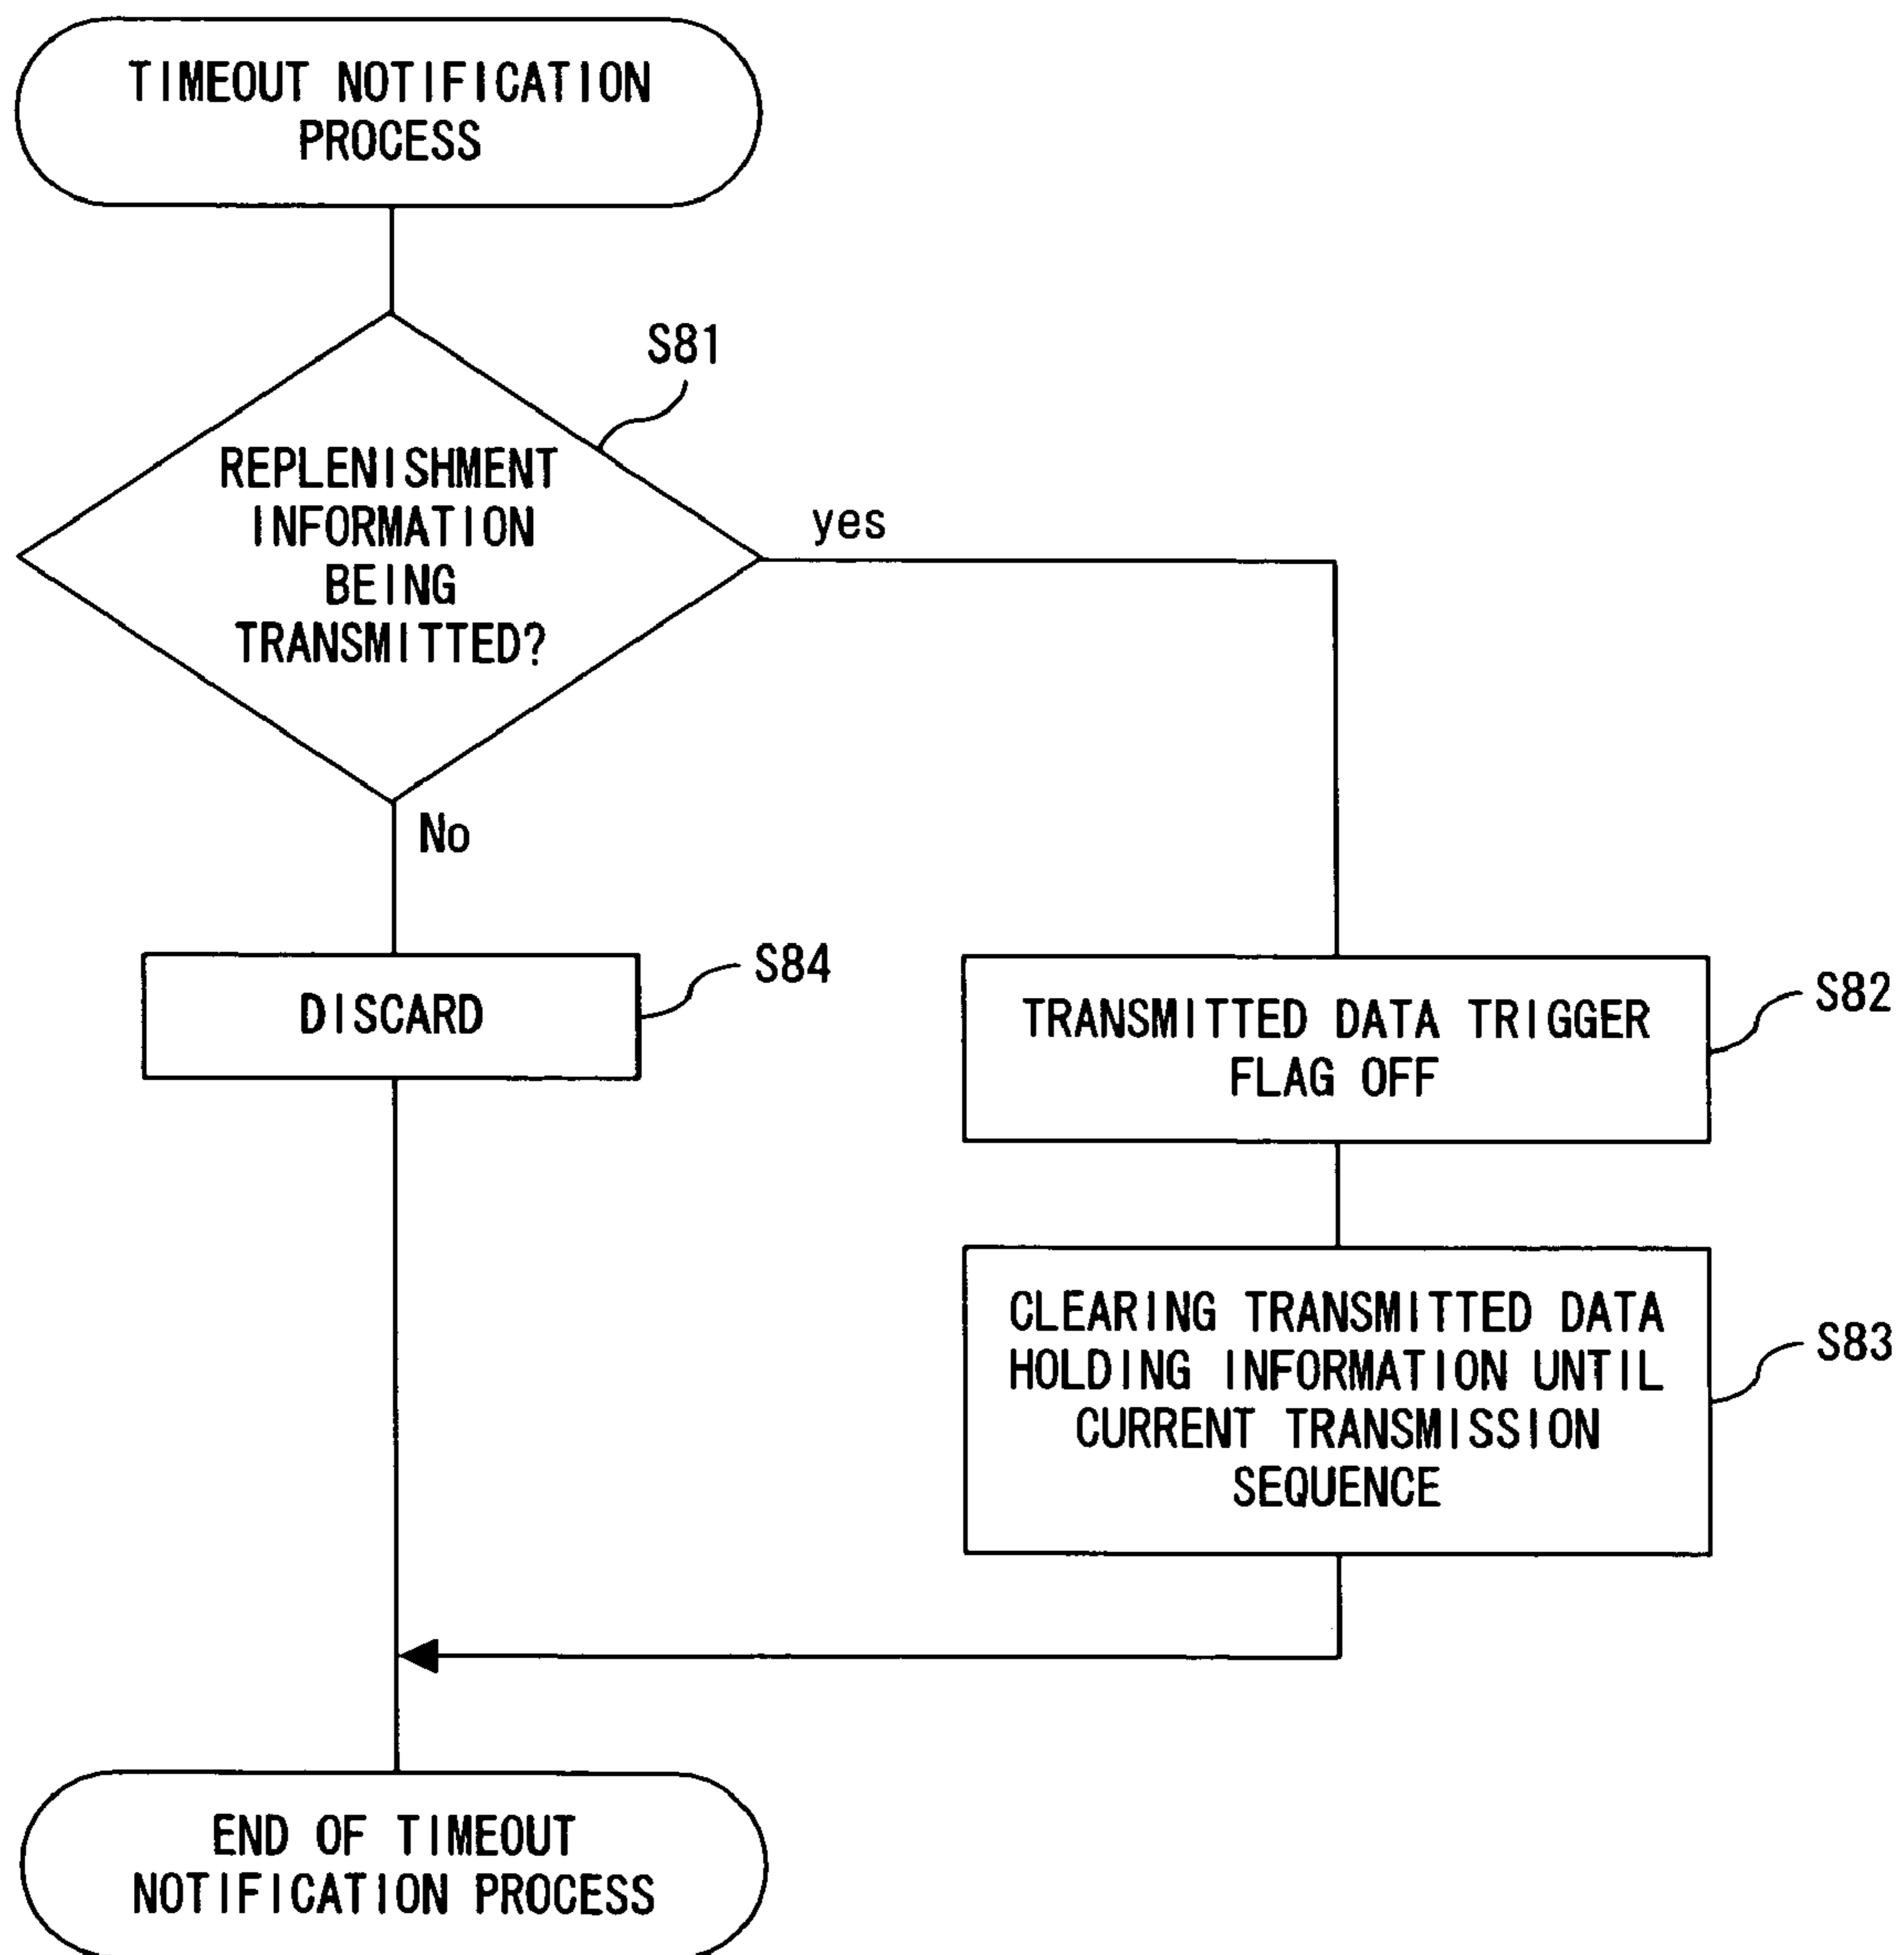 TIMEOUT NOTIFICATION
PROCESS
S81
REPLENISHMENT
INFORMATION
BEING
TRANSMITTED?
yes
No
S84
DISCARD
S82
TRANSMITTED DATA TRIGGER
FLAG OFF
CLEARING TRANSMITTED DATA
HOLDING INFORMATION UNTIL
CURRENT TRANSMISSION
SEQUENCE
S83
END OF TIMEOUT
NOTIFICATION PROCESS